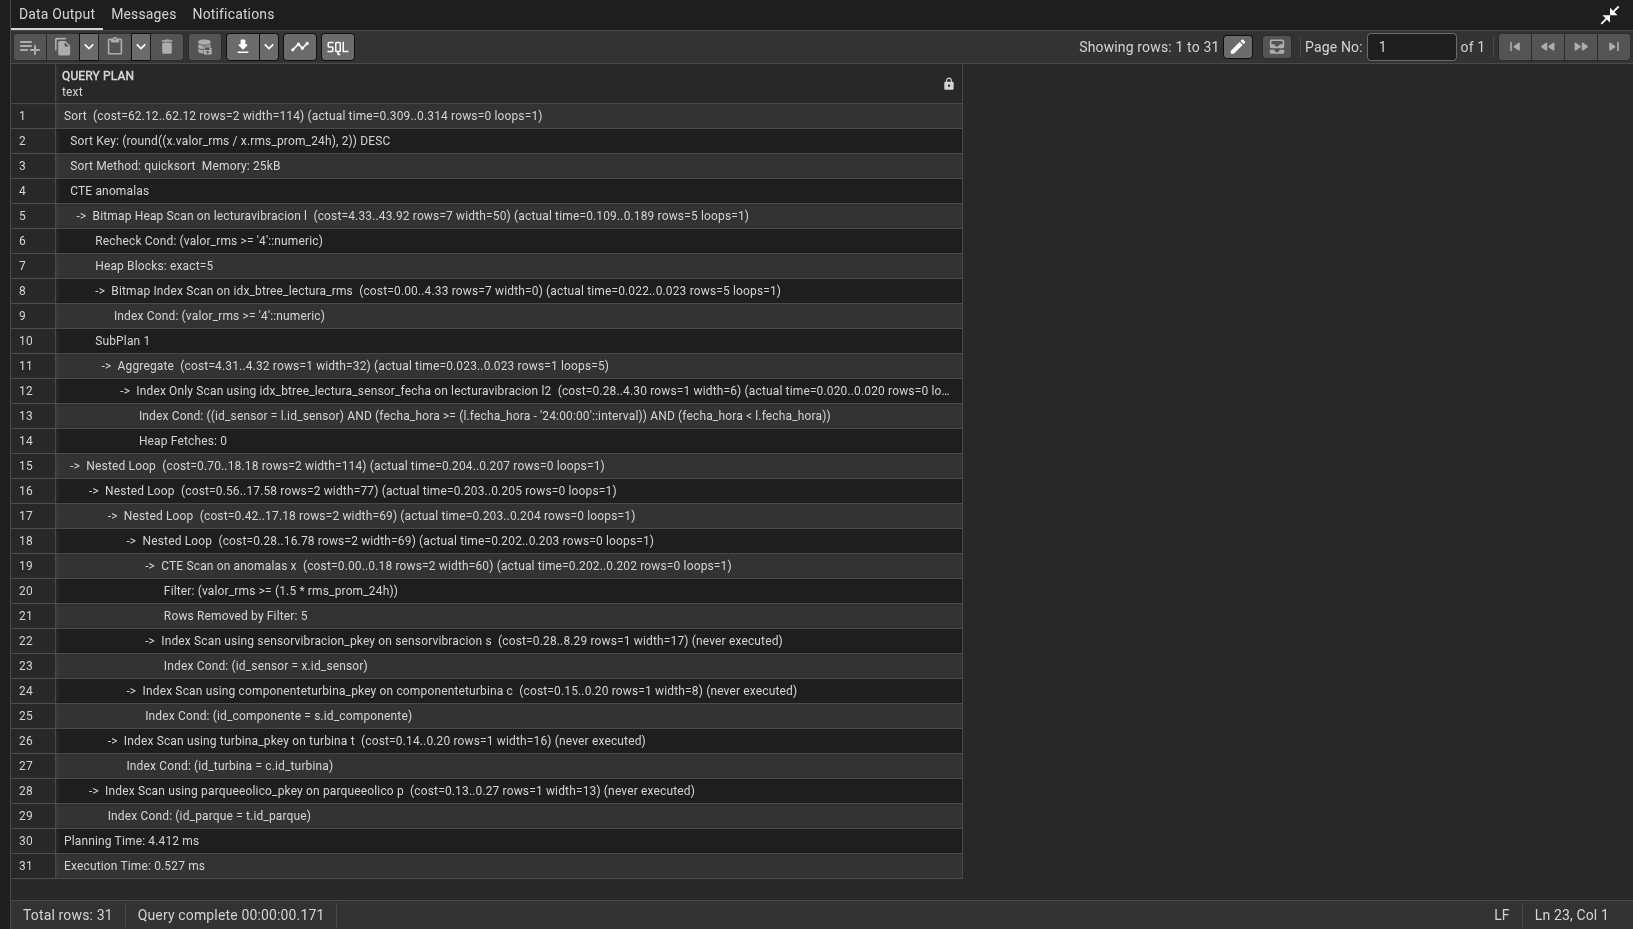 Data Output Messages Notifications
SQL Showing rows: 1 to 31 Page No: 1 of 1
QUERY PLAN
text
1 Sort (cost=62.12..62.12 rows=2 width=114) (actual time=0.309..0.314 rows=0 loops=1)
2 Sort Key: (round((x.valor_rms / x.rms_prom_24h), 2)) DESC
3 Sort Method: quicksort Memory: 25kB
4 CTE anomalas
5 -> Bitmap Heap Scan on lecturavibracion l (cost=4.33..43.92 rows=7 width=50) (actual time=0.109..0.189 rows=5 loops=1)
6 Recheck Cond: (valor_rms >= '4'::numeric)
7 Heap Blocks: exact=5
8 -> Bitmap Index Scan on idx_btree_lectura_rms (cost=0.00..4.33 rows=7 width=0) (actual time=0.022..0.023 rows=5 loops=1)
9 Index Cond: (valor_rms >= '4'::numeric)
10 SubPlan 1
11 -> Aggregate (cost=4.31..4.32 rows=1 width=32) (actual time=0.023..0.023 rows=1 loops=5)
12 -> Index Only Scan using idx_btree_lectura_sensor_fecha on lecturavibracion l2 (cost=0.28..4.30 rows=1 width=6) (actual time=0.020..0.020 rows=0 lo...
13 Index Cond: ((id_sensor = l.id_sensor) AND (fecha_hora >= (l.fecha_hora - '24:00:00'::interval)) AND (fecha_hora < l.fecha_hora))
14 Heap Fetches: 0
15 -> Nested Loop (cost=0.70..18.18 rows=2 width=114) (actual time=0.204..0.207 rows=0 loops=1)
16 -> Nested Loop (cost=0.56..17.58 rows=2 width=77) (actual time=0.203..0.205 rows=0 loops=1)
17 -> Nested Loop (cost=0.42..17.18 rows=2 width=69) (actual time=0.203..0.204 rows=0 loops=1)
18 -> Nested Loop (cost=0.28..16.78 rows=2 width=69) (actual time=0.202..0.203 rows=0 loops=1)
19 -> CTE Scan on anomalas x (cost=0.00..0.18 rows=2 width=60) (actual time=0.202..0.202 rows=0 loops=1)
20 Filter: (valor_rms >= (1.5 * rms_prom_24h))
21 Rows Removed by Filter: 5
22 -> Index Scan using sensorvibracion_pkey on sensorvibracion s (cost=0.28..8.29 rows=1 width=17) (never executed)
23 Index Cond: (id_sensor = x.id_sensor)
24 -> Index Scan using componenteturbina_pkey on componenteturbina c (cost=0.15..0.20 rows=1 width=8) (never executed)
25 Index Cond: (id_componente = s.id_componente)
26 -> Index Scan using turbina_pkey on turbina t (cost=0.14..0.20 rows=1 width=16) (never executed)
27 Index Cond: (id_turbina = c.id_turbina)
28 -> Index Scan using parqueeolico_pkey on parqueeolico p (cost=0.13..0.27 rows=1 width=13) (never executed)
29 Index Cond: (id_parque = t.id_parque)
30 Planning Time: 4.412 ms
31 Execution Time: 0.527 ms
Total rows: 31 Query complete 00:00:00.171 LF Ln 23, Col 1